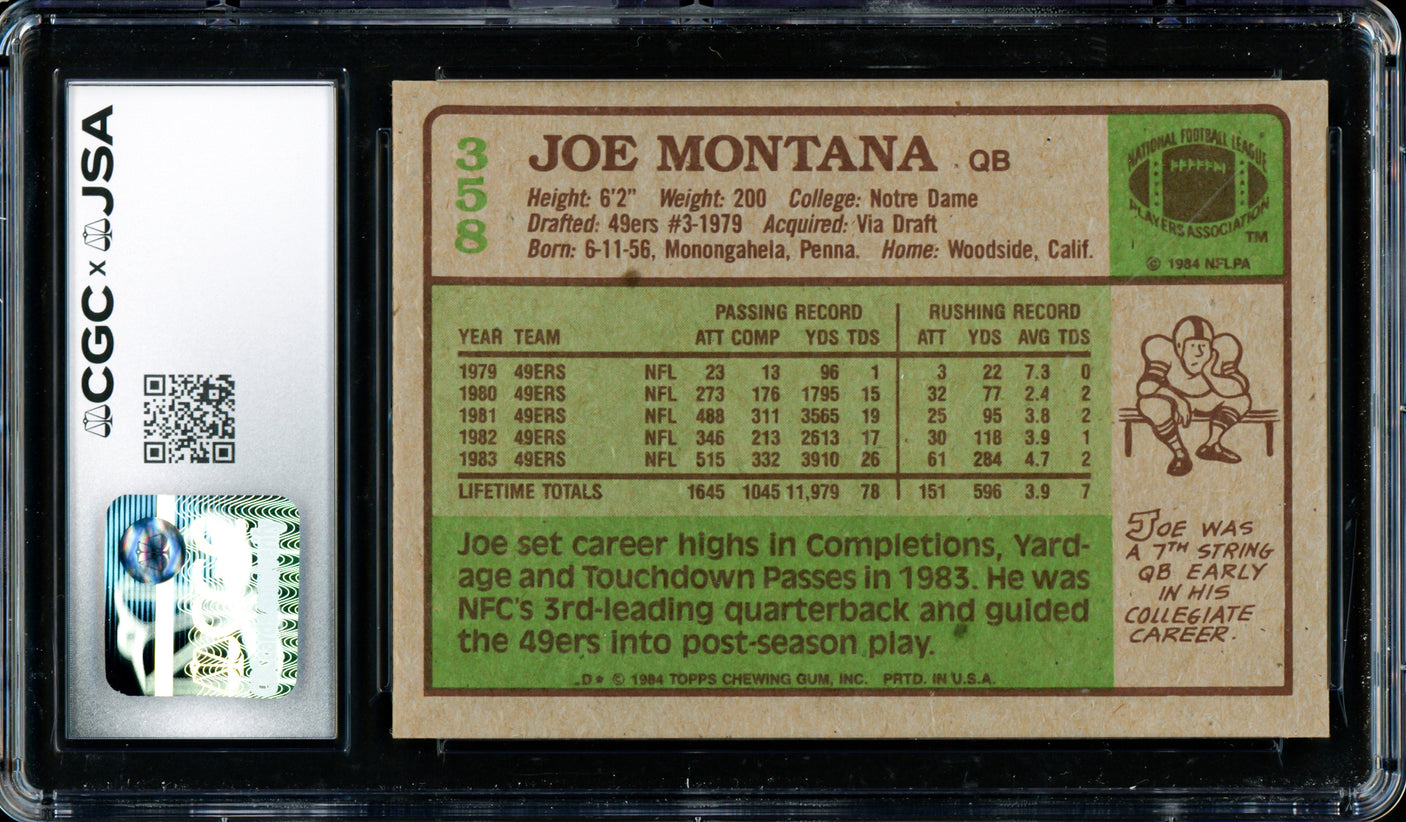 CGC x JSA
358
JOE MONTANA QB
Height: 6'2" Weight: 200 College: Notre Dame
Drafted: 49ers #3-1979 Acquired: Via Draft
Born: 6-11-56, Monongahela, Penna. Home: Woodside, Calif.
NATIONAL FOOTBALL LEAGUE
PLAYERS ASSOCIATION
TM
© 1984 NFLPA
PASSING RECORD RUSHING RECORD
YEAR TEAM ATT COMP YDS TDS ATT YDS AVG TDS
1979 49ERS NFL 23 13 96 1 3 22 7.3 0
1980 49ERS NFL 273 176 1795 15 32 77 2.4 2
1981 49ERS NFL 488 311 3565 19 25 95 3.8 2
1982 49ERS NFL 346 213 2613 17 30 118 3.9 1
1983 49ERS NFL 515 332 3910 26 61 284 4.7 2
LIFETIME TOTALS 1645 1045 11,979 78 151 596 3.9 7
Joe set career highs in Completions, Yard-
age and Touchdown Passes in 1983. He was
NFC's 3rd-leading quarterback and guided
the 49ers into post-season play.
D* © 1984 TOPPS CHEWING GUM, INC. PRTD. IN U.S.A.
JOE WAS
A 7TH STRING
QB EARLY
IN HIS
COLLEGIATE
CAREER.